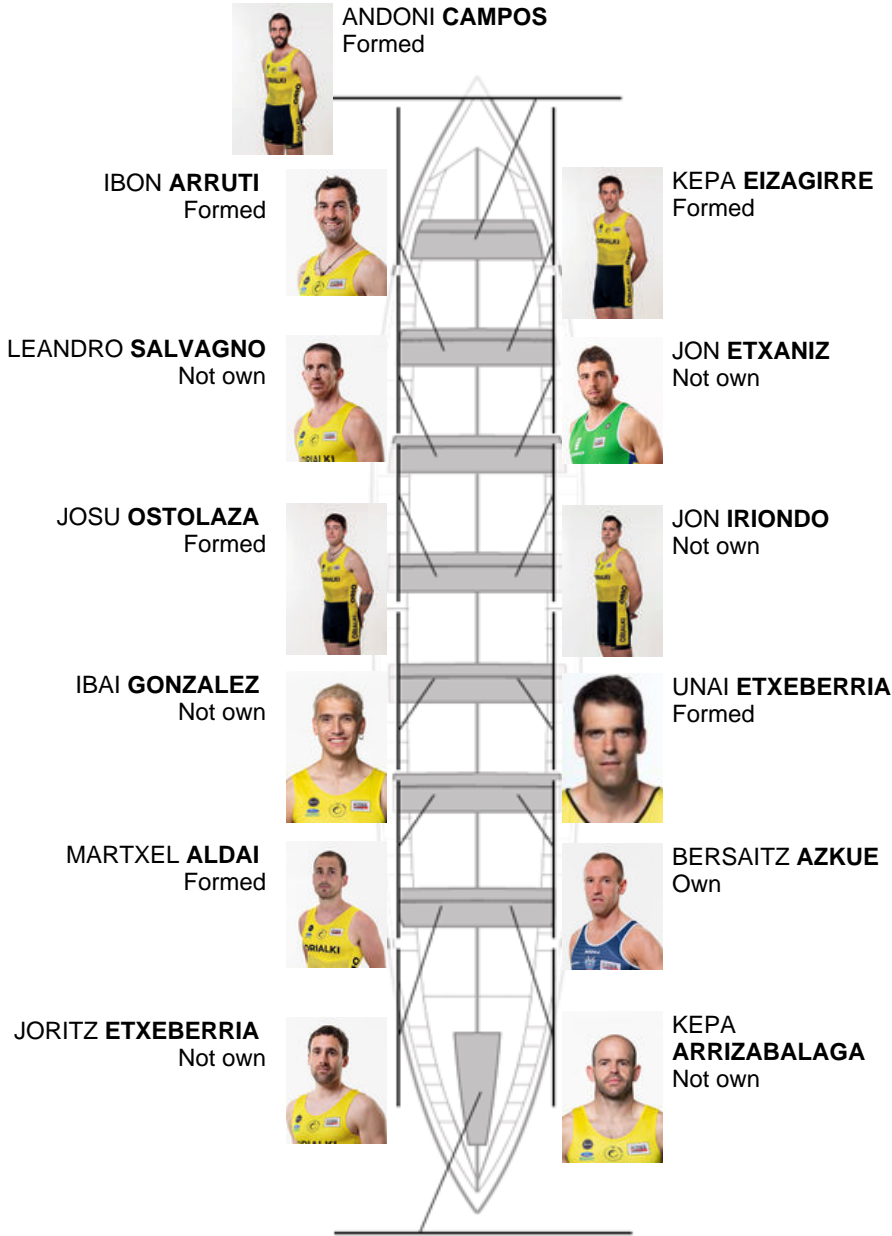 ANDONI CAMPOS
Formed
IBON ARRUTI
Formed
KEPA EIZAGIRRE
Formed
LEANDRO SALVAGNO
Not own
JON ETXANIZ
Not own
JOSU OSTOLAZA
Formed
JON IRIONDO
Not own
IBAI GONZALEZ
Not own
UNAI ETXEBERRIA
Formed
MARTXEL ALDAI
Formed
BERSAITZ AZKUE
Own
JORITZ ETXEBERRIA
Not own
KEPA
ARRIZABALAGA
Not own